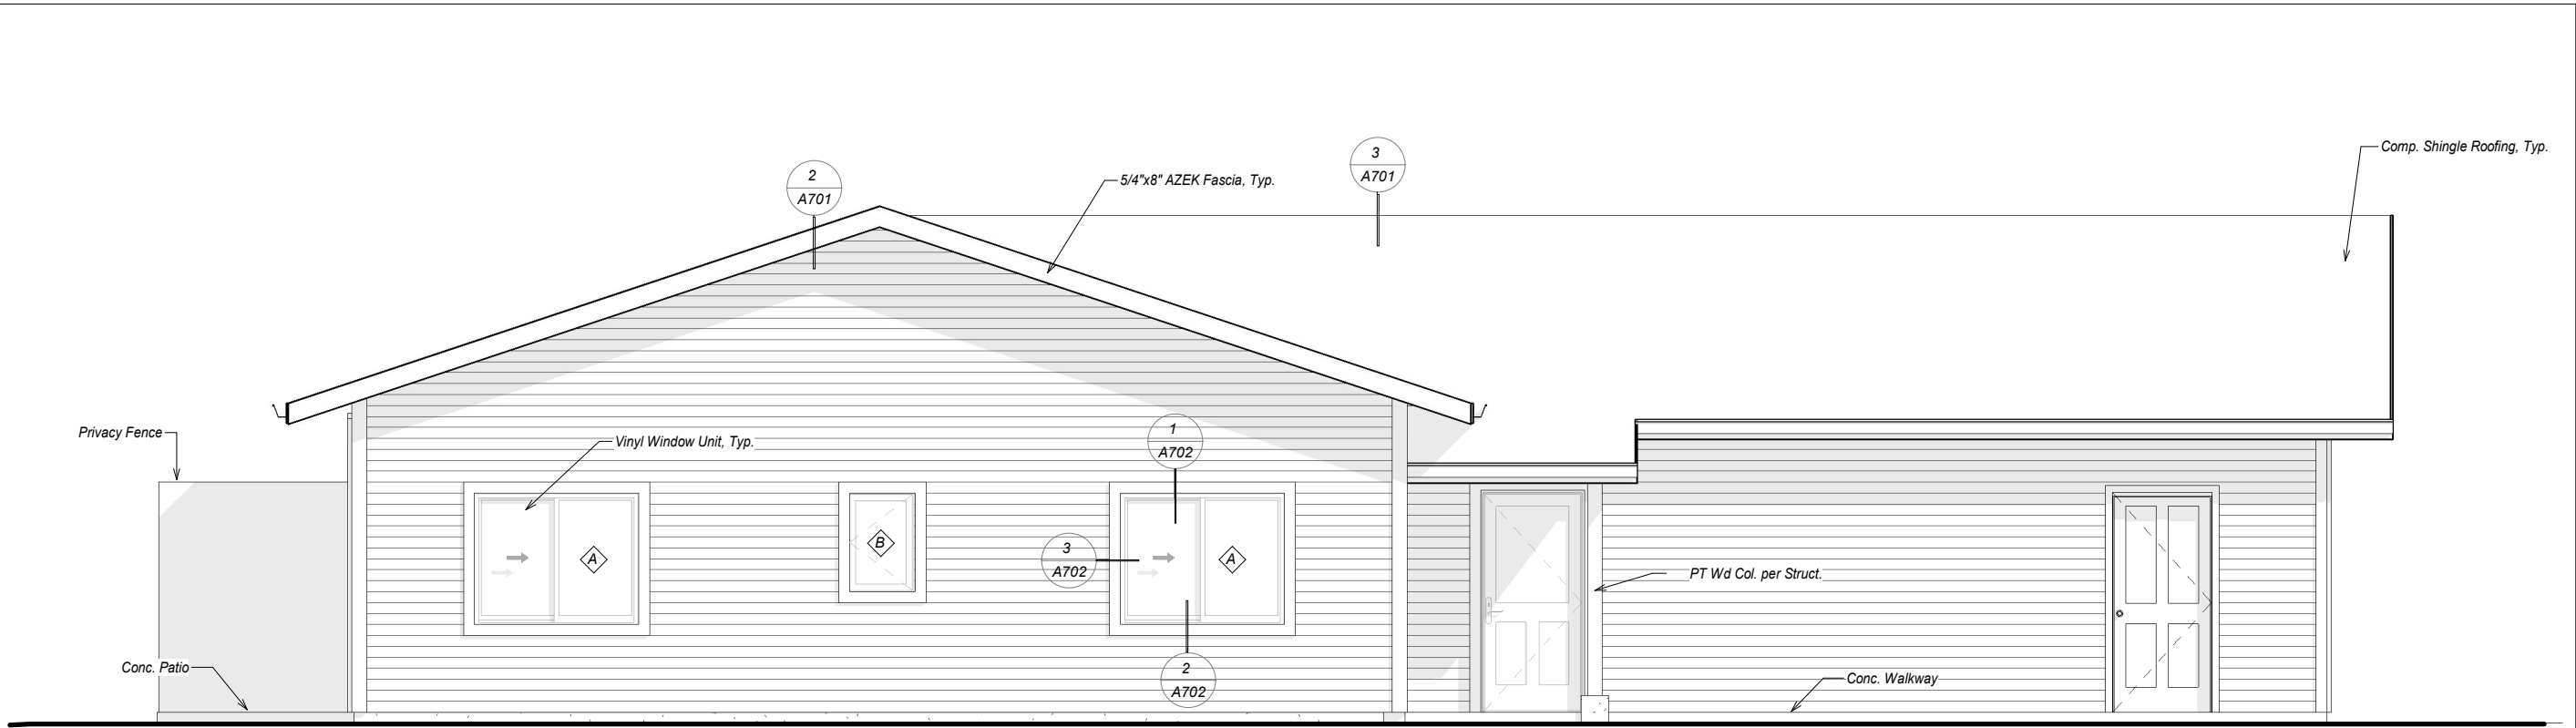 3
A701
Comp. Shingle Roofing, Typ.
2
A701
5/4"x8" AZEK Fascia, Typ.
Privacy Fence
Vinyl Window Unit, Typ.
1
A702
B
A
3
A702
A
PT Wd Col. per Struct.
Conc. Patio
2
A702
Conc. Walkway